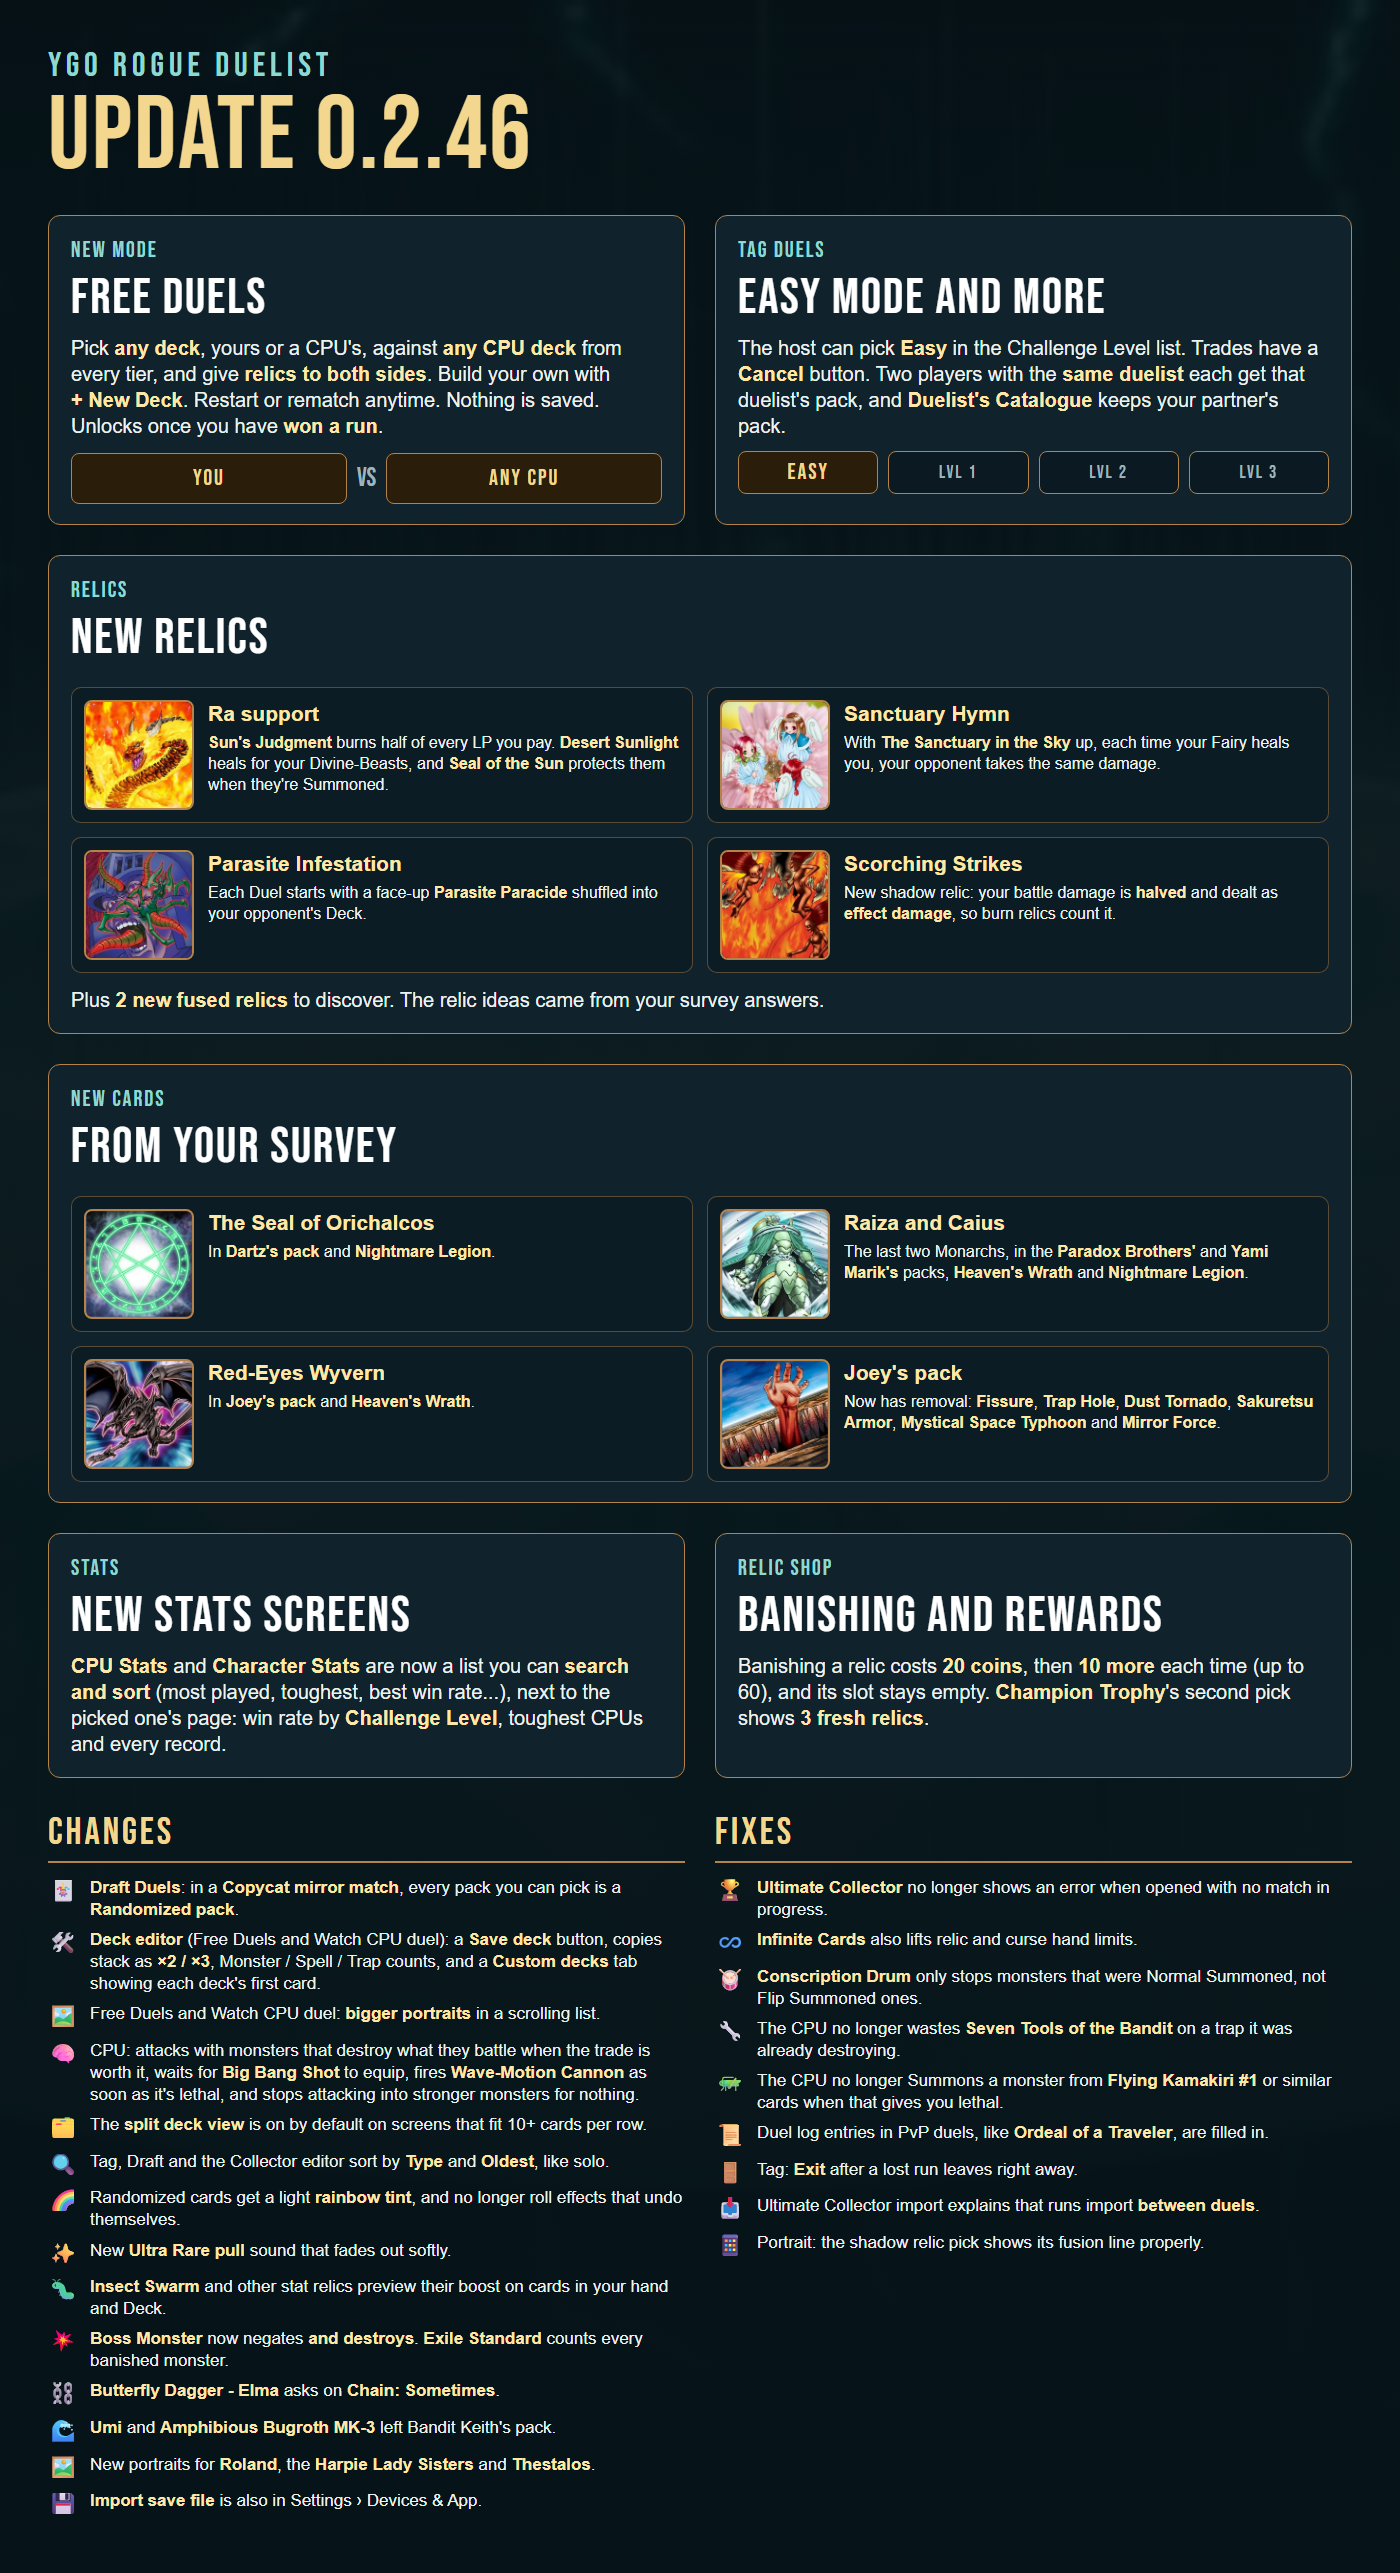 YGO ROGUE DUELIST
UPDATE 0.2.46
NEW MODE
FREE DUELS
Pick any deck, yours or a CPU's, against any CPU deck from
every tier, and give relics to both sides. Build your own with
+ New Deck. Restart or rematch anytime. Nothing is saved.
Unlocks once you have won a run.
YOU
VS
ANY CPU
TAG DUELS
EASY MODE AND MORE
The host can pick Easy in the Challenge Level list. Trades have a
Cancel button. Two players with the same duelist each get that
duelist's pack, and Duelist's Catalogue keeps your partner's
pack.
EASY
LVL 1
LVL 2
LVL 3
RELICS
NEW RELICS
Ra support
Sun's Judgment burns half of every LP you pay. Desert Sunlight
heals for your Divine-Beasts, and Seal of the Sun protects them
when they're Summoned.
Sanctuary Hymn
With The Sanctuary in the Sky up, each time your Fairy heals
you, your opponent takes the same damage.
Parasite Infestation
Each Duel starts with a face-up Parasite Paracide shuffled into
your opponent's Deck.
Scorching Strikes
New shadow relic: your battle damage is halved and dealt as
effect damage, so burn relics count it.
Plus 2 new fused relics to discover. The relic ideas came from your survey answers.
NEW CARDS
FROM YOUR SURVEY
The Seal of Orichalcos
In Dartz's pack and Nightmare Legion.
Raiza and Caius
The last two Monarchs, in the Paradox Brothers' and Yami
Marik's packs, Heaven's Wrath and Nightmare Legion.
Red-Eyes Wyvern
In Joey's pack and Heaven's Wrath.
Joey's pack
Now has removal: Fissure, Trap Hole, Dust Tornado, Sakuretsu
Armor, Mystical Space Typhoon and Mirror Force.
STATS
NEW STATS SCREENS
CPU Stats and Character Stats are now a list you can search
and sort (most played, toughest, best win rate...), next to the
picked one's page: win rate by Challenge Level, toughest CPUs
and every record.
RELIC SHOP
BANISHING AND REWARDS
Banishing a relic costs 20 coins, then 10 more each time (up to
60), and its slot stays empty. Champion Trophy's second pick
shows 3 fresh relics.
CHANGES
Draft Duels: in a Copycat mirror match, every pack you can pick is a
Randomized pack.
Deck editor (Free Duels and Watch CPU duel): a Save deck button, copies
stack as ×2 / ×3, Monster / Spell / Trap counts, and a Custom decks tab
showing each deck's first card.
Free Duels and Watch CPU duel: bigger portraits in a scrolling list.
CPU: attacks with monsters that destroy what they battle when the trade is
worth it, waits for Big Bang Shot to equip, fires Wave-Motion Cannon as
soon as it's lethal, and stops attacking into stronger monsters for nothing.
The split deck view is on by default on screens that fit 10+ cards per row.
Tag, Draft and the Collector editor sort by Type and Oldest, like solo.
Randomized cards get a light rainbow tint, and no longer roll effects that undo
themselves.
New Ultra Rare pull sound that fades out softly.
Insect Swarm and other stat relics preview their boost on cards in your hand
and Deck.
Boss Monster now negates and destroys. Exile Standard counts every
banished monster.
Butterfly Dagger - Elma asks on Chain: Sometimes.
Umi and Amphibious Bugroth MK-3 left Bandit Keith's pack.
New portraits for Roland, the Harpie Lady Sisters and Thestalos.
Import save file is also in Settings › Devices & App.
FIXES
Ultimate Collector no longer shows an error when opened with no match in
progress.
Infinite Cards also lifts relic and curse hand limits.
Conscription Drum only stops monsters that were Normal Summoned, not
Flip Summoned ones.
The CPU no longer wastes Seven Tools of the Bandit on a trap it was
already destroying.
The CPU no longer Summons a monster from Flying Kamakiri #1 or similar
cards when that gives you lethal.
Duel log entries in PvP duels, like Ordeal of a Traveler, are filled in.
Tag: Exit after a lost run leaves right away.
Ultimate Collector import explains that runs import between duels.
Portrait: the shadow relic pick shows its fusion line properly.